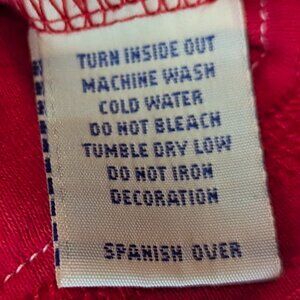 TURN INSIDE OUT
MACHINE WASH
COLD WATER
DO NOT BLEACH
TUMBLE DRY LOW
DO NOT IRON
DECORATION
SPANISH OVER